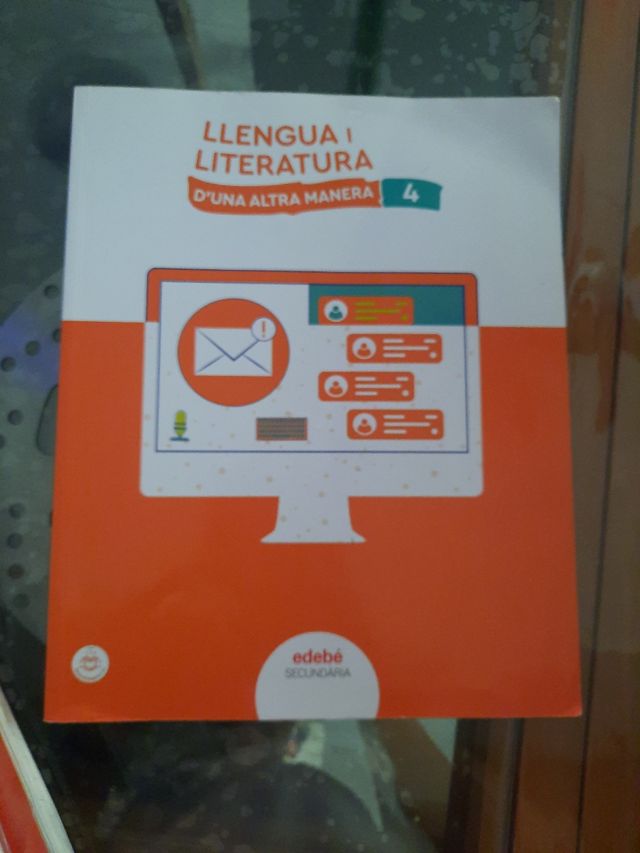 LLENGUA I
LITERATURA
D'UNA ALTRA MANERA 4
!
edebé
SECUNDÀRIA